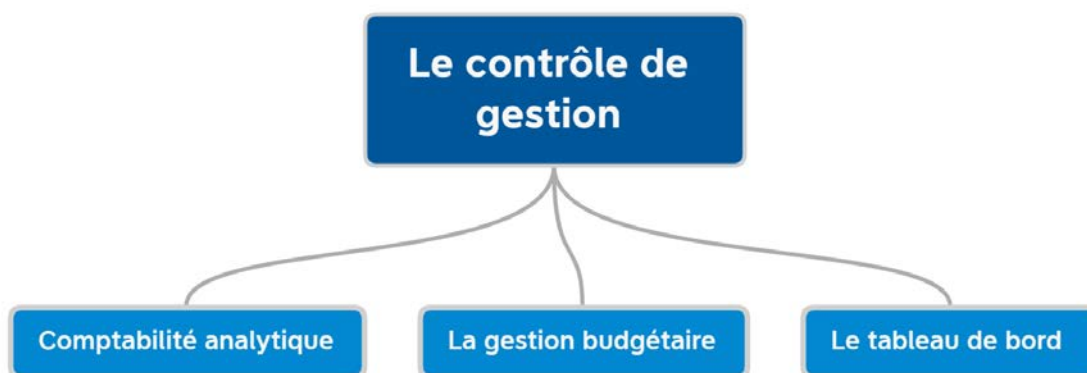 Le contrôle de
gestion
Comptabilité analytique
La gestion budgétaire
Le tableau de bord